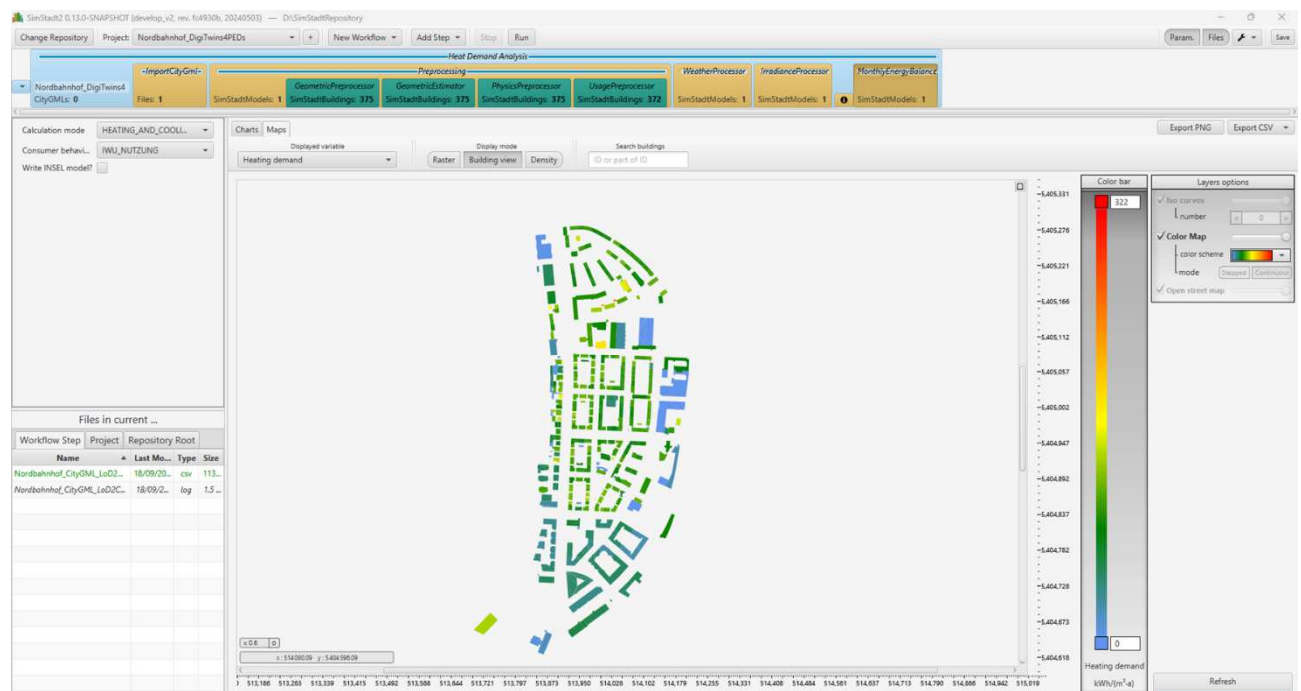 SimStadt2 0.13.0-SNAPSHOT (develop_v2, rev. fc4930b, 20240503) — D:\SimStadtRepository
Change Repository Project: Nordbahnhof_DigiTwins4PEDs + New Workflow Add Step Stop Run Param. Files Save
Heat Demand Analysis
-ImportCityGml- Preprocessing WeatherProcessor IrradianceProcessor MonthlyEnergyBalance
Nordbahnhof_DigiTwins4 GeometricPreprocessor GeometricEstimator PhysicsPreprocessor UsagePreprocessor
CityGMLs: 0 Files: 1 SimStadtModels: 1 SimStadtBuildings: 375 SimStadtBuildings: 375 SimStadtBuildings: 375 SimStadtBuildings: 372 SimStadtModels: 1 SimStadtModels: 1 SimStadtModels: 1
Calculation mode HEATING_AND_COOLI...
Consumer behavi... IWU_NUTZUNG
Write INSEL model?
Charts Maps Export PNG Export CSV
Displayed variable Display mode Search buildings
Heating demand Raster Building view Density ID or part of ID
Color bar
322
0
Heating demand
Layers options
Iso curves
number < 0 >
Color Map
color scheme
mode Stepped Continuous
Open street map
5,405,331
5,405,276
5,405,221
5,405,166
5,405,112
5,405,057
5,405,002
5,404,947
5,404,892
5,404,837
5,404,782
5,404,728
5,404,673
5,404,618
Files in current ...
Workflow Step Project Repository Root
Name Last Mo... Type Size
Nordbahnhof_CityGML_LoD2... 18/09/20... csv 113...
Nordbahnhof_CityGML_LoD2C... 18/09/2... log 1.5 ...
x 0.6
x: 514080.09 y: 5404596.09
513,186 513,263 513,339 513,415 513,492 513,568 513,644 513,721 513,797 513,873 513,950 514,026 514,102 514,179 514,255 514,331 514,408 514,484 514,561 514,637 514,713 514,790 514,866 514,942 515,019
Refresh